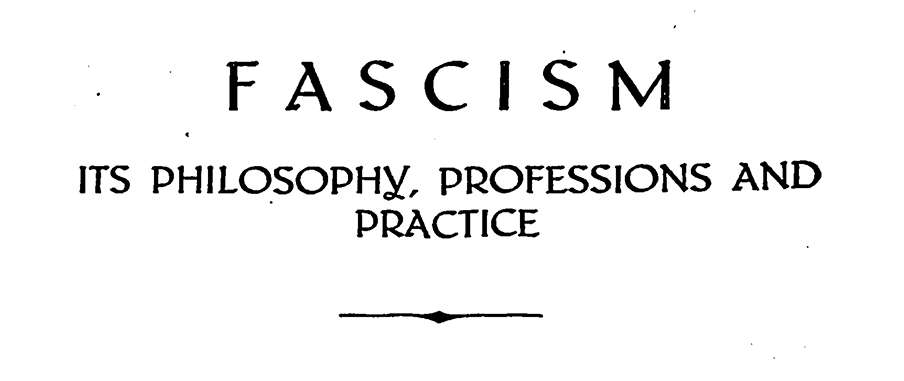 FASCISM
ITS PHILOSOPHY, PROFESSIONS AND
PRACTICE